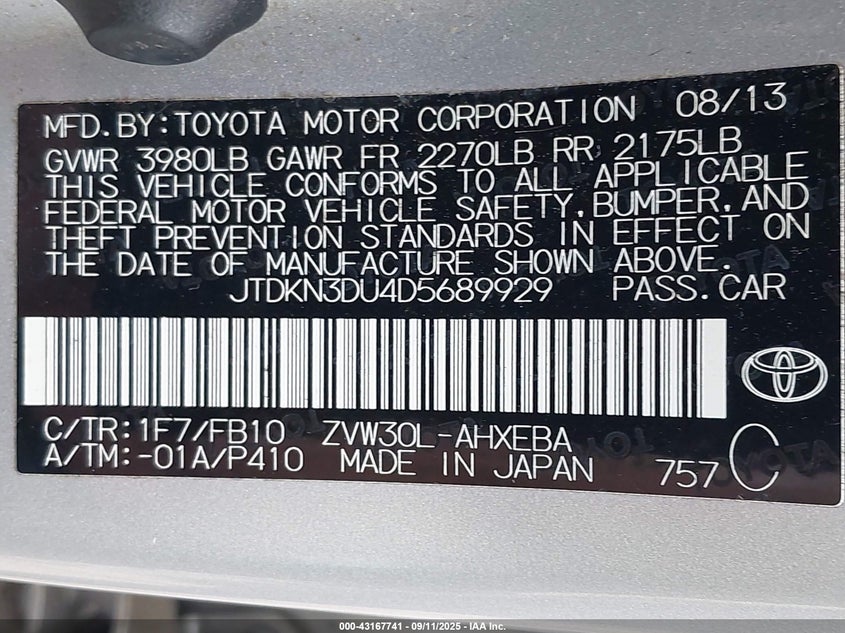 MFD.BY:TOYOTA MOTOR CORPORATION 08/13
GVWR 3980LB GAWR FR 2270LB RR 2175LB
THIS VEHICLE CONFORMS TO ALL APPLICABLE
FEDERAL MOTOR VEHICLE SAFETY,BUMPER,AND
THEFT PREVENTION STANDARDS IN EFFECT ON
THE DATE OF MANUFACTURE SHOWN ABOVE.
JTDKN3DU4D5689929 PASS.CAR
C/TR:1F7/FB10 ZVW30L-AHXEBA
A/TM:-01A/P410 MADE IN JAPAN 757 C
000-43167741 - 09/11/2025 - IAA Inc.